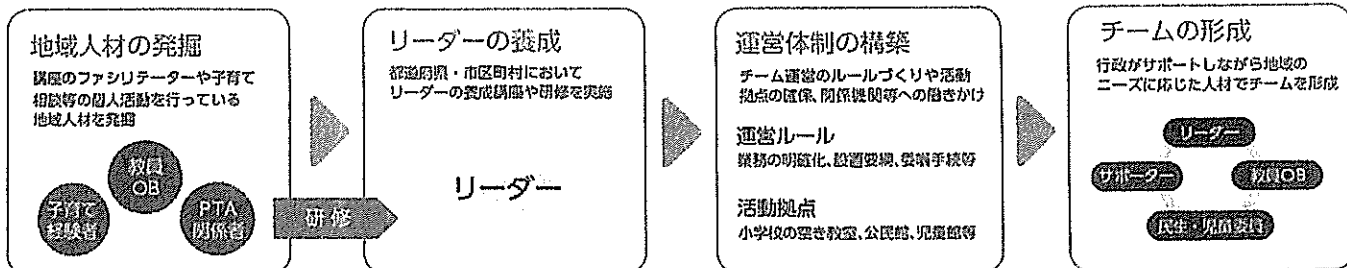 地域人材の発掘
講座のファシリテーターや子育て
相談等の個人活動を行っている
地域人材を発掘
教員
OB
子育て
経験者
PTA
関係者
研修
リーダーの養成
都道府県・市区町村において
リーダーの養成講座や研修を実施
リーダー
運営体制の構築
チーム運営のルールづくりや活動
拠点の確保、関係機関等への働きかけ
運営ルール
業務の明確化、設置要綱、委嘱手続等
活動拠点
小学校の空き教室、公民館、児童館等
チームの形成
行政がサポートしながら地域の
ニーズに応じた人材でチームを形成
リーダー
サポーター
教員OB
民生・児童委員